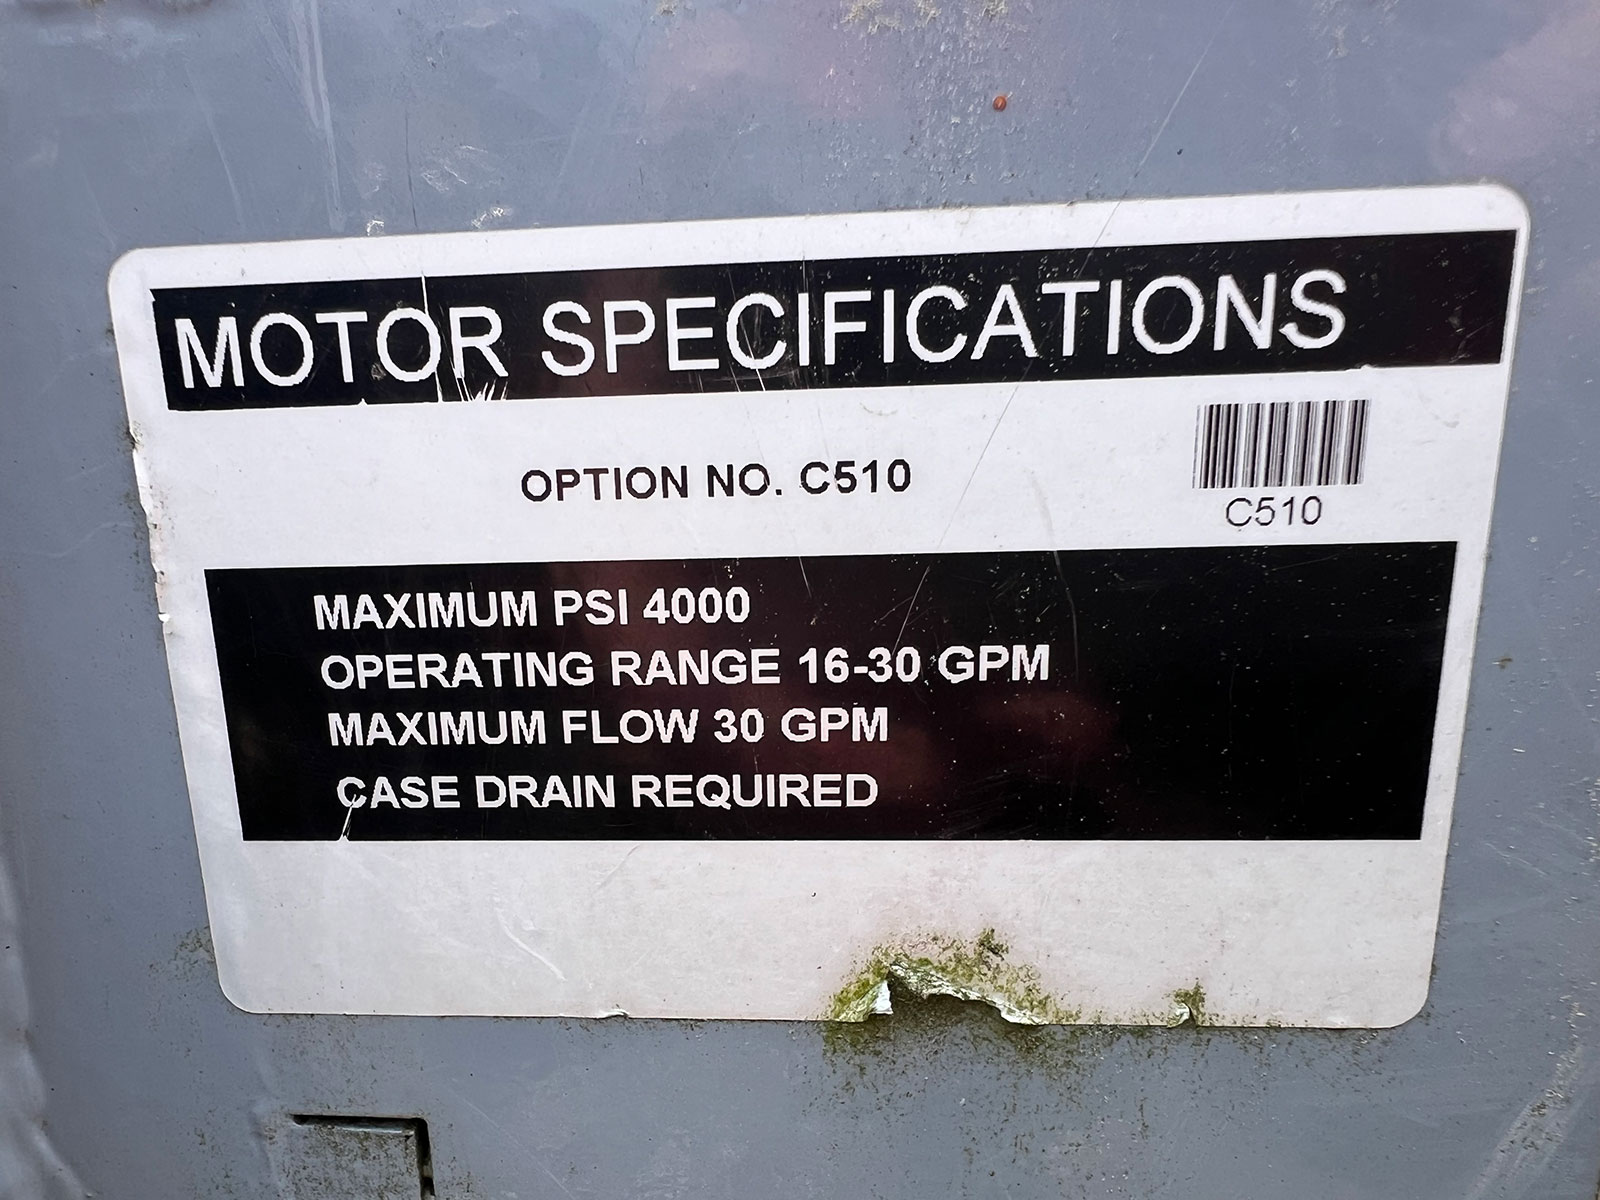 MOTOR SPECIFICATIONS
OPTION NO. C510
C510
MAXIMUM PSI 4000
OPERATING RANGE 16-30 GPM
MAXIMUM FLOW 30 GPM
CASE DRAIN REQUIRED